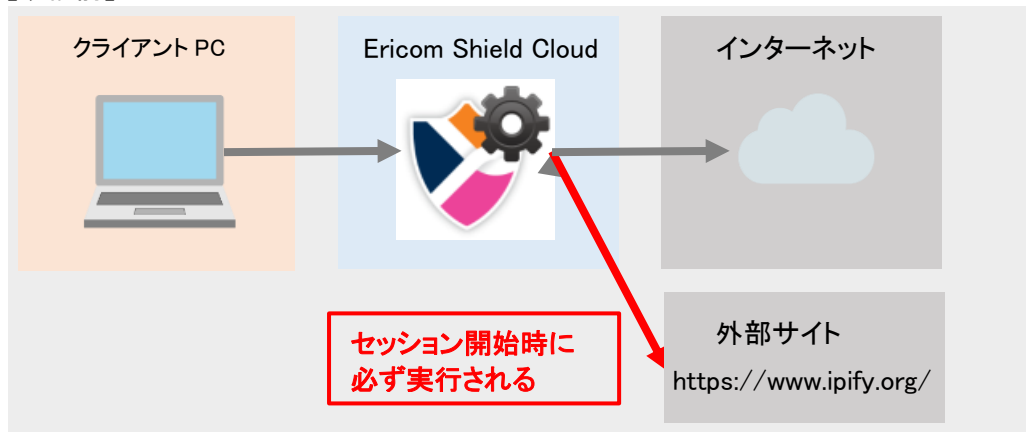 クライアント PC
Ericom Shield Cloud
インターネット
セッション開始時に
必ず実行される
外部サイト
https://www.ipify.org/